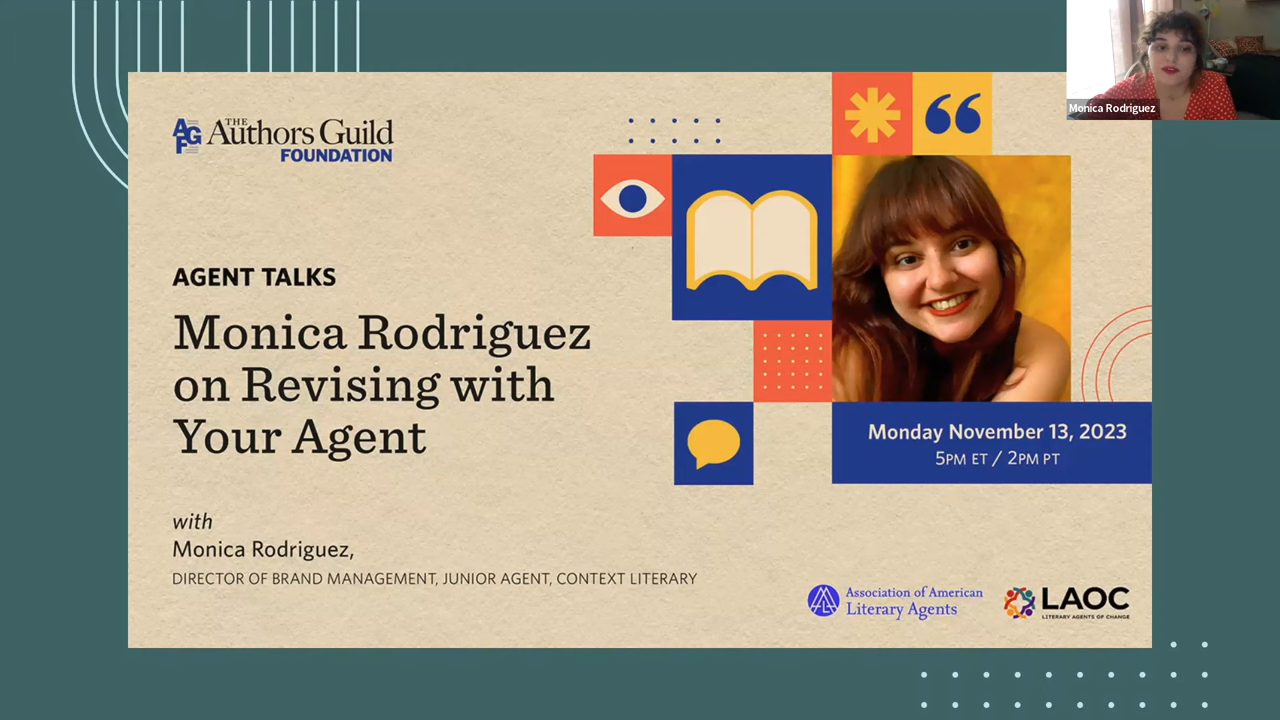 AGF
THE
Authors Guild
FOUNDATION
Monica Rodriguez
AGENT TALKS
Monica Rodriguez
on Revising with
Your Agent
Monday November 13, 2023
5PM ET / 2PM PT
with
Monica Rodriguez,
DIRECTOR OF BRAND MANAGEMENT, JUNIOR AGENT, CONTEXT LITERARY
Association of American
Literary Agents
LAOC
LITERARY AGENTS OF CHANGE